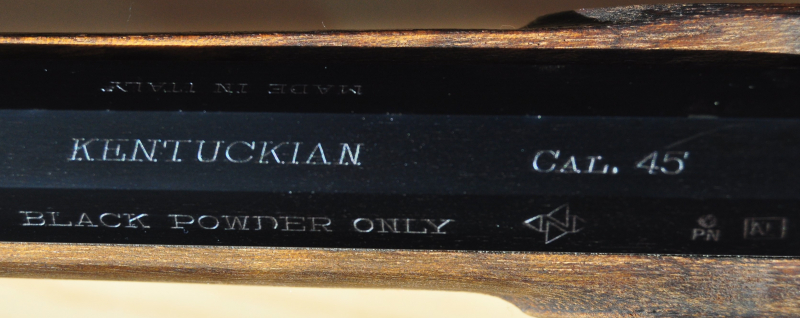 MADE IN ITALY
KENTUCKIAN CAL. 45
BLACK POWDER ONLY PN